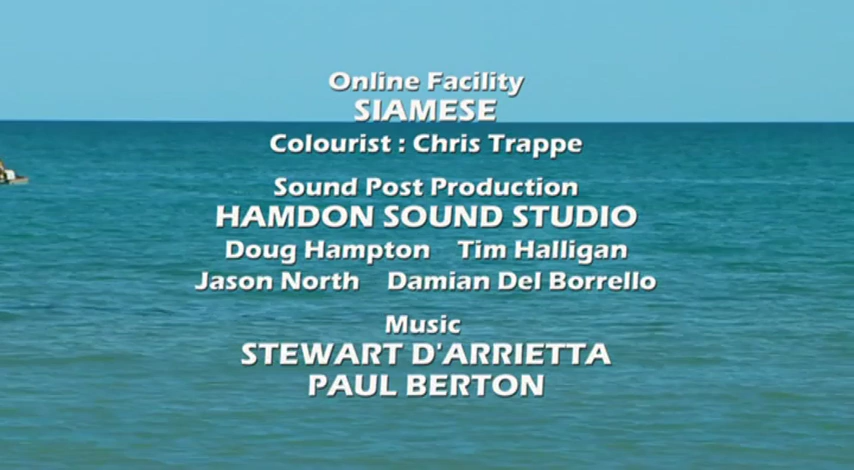 Online Facility
SIAMESE
Colourist : Chris Trappe
Sound Post Production
HAMDON SOUND STUDIO
Doug Hampton Tim Halligan
Jason North Damian Del Borrello
Music
STEWART D'ARRIETTA
PAUL BERTON